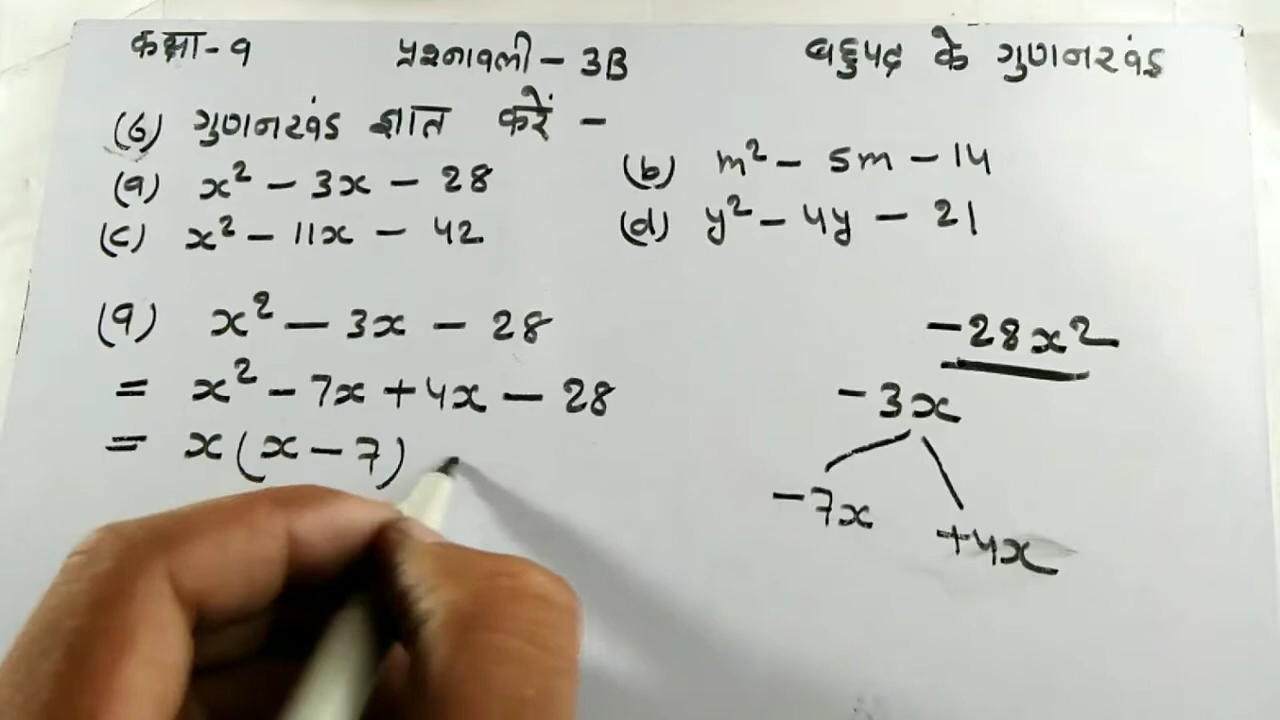 कक्षा - 9 प्रश्नावली - 3B बहुपद के गुणनखंड
(6) गुणनखंड ज्ञात करें -
(a) x² - 3x - 28 (b) m² - 5m - 14
(c) x² - 11x - 42 (d) y² - 4y - 21
(a) x² - 3x - 28
= x² - 7x + 4x - 28
= x(x - 7)
-28x²
-3x
-7x +4x